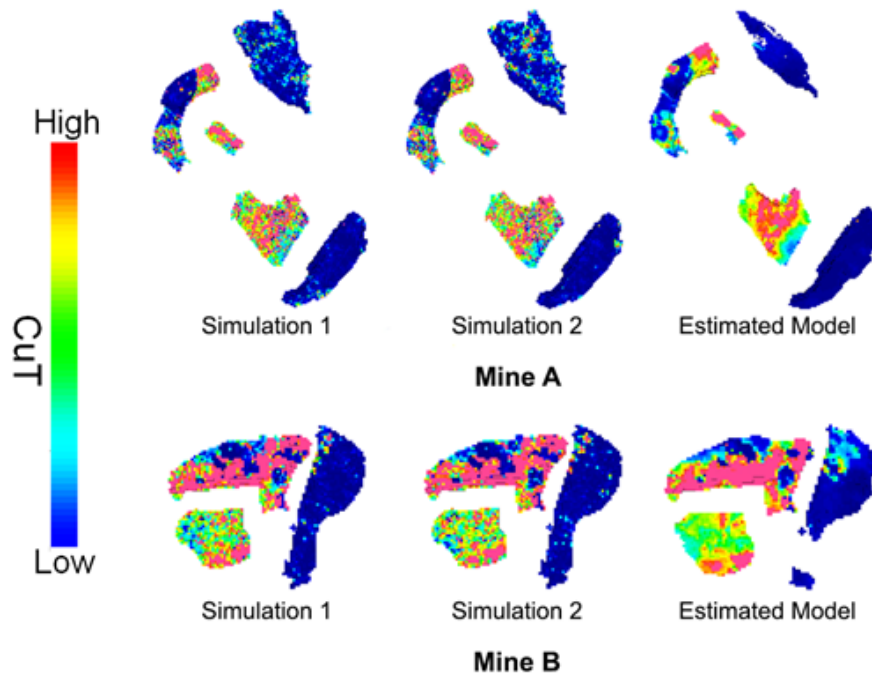 High
CuT
Low
Simulation 1
Simulation 2
Estimated Model
Mine A
Simulation 1
Simulation 2
Estimated Model
Mine B